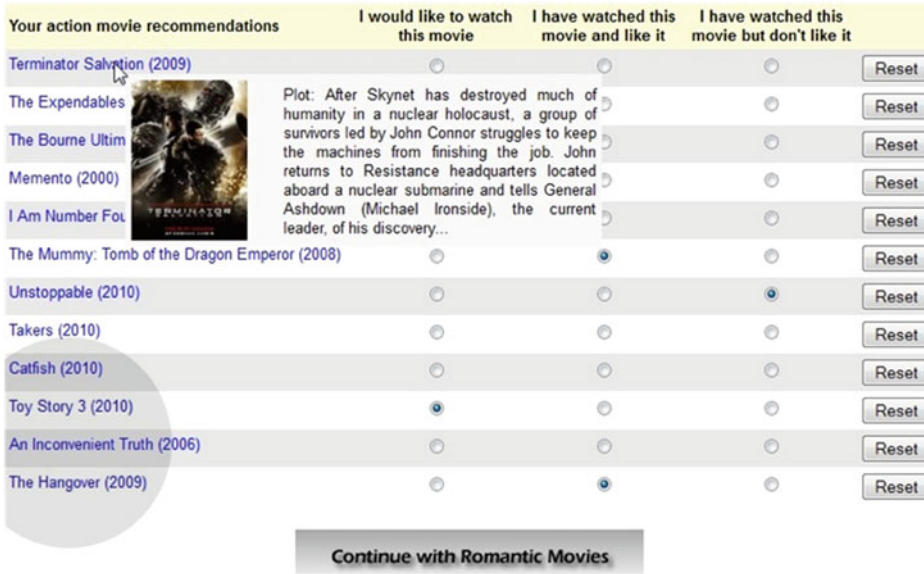 Your action movie recommendations
I would like to watch
this movie
I have watched this
movie and like it
I have watched this
movie but don't like it
Terminator Salvation (2009)
Reset
The Expendables
Reset
The Bourne Ultim
Reset
Memento (2000)
Reset
I Am Number Fou
Reset
Plot: After Skynet has destroyed much of
humanity in a nuclear holocaust, a group of
survivors led by John Connor struggles to keep
the machines from finishing the job. John
returns to Resistance headquarters located
aboard a nuclear submarine and tells General
Ashdown (Michael Ironside), the current
leader, of his discovery...
TERMINATOR
The Mummy: Tomb of the Dragon Emperor (2008)
Reset
Unstoppable (2010)
Reset
Takers (2010)
Reset
Catfish (2010)
Reset
Toy Story 3 (2010)
Reset
An Inconvenient Truth (2006)
Reset
The Hangover (2009)
Reset
Continue with Romantic Movies